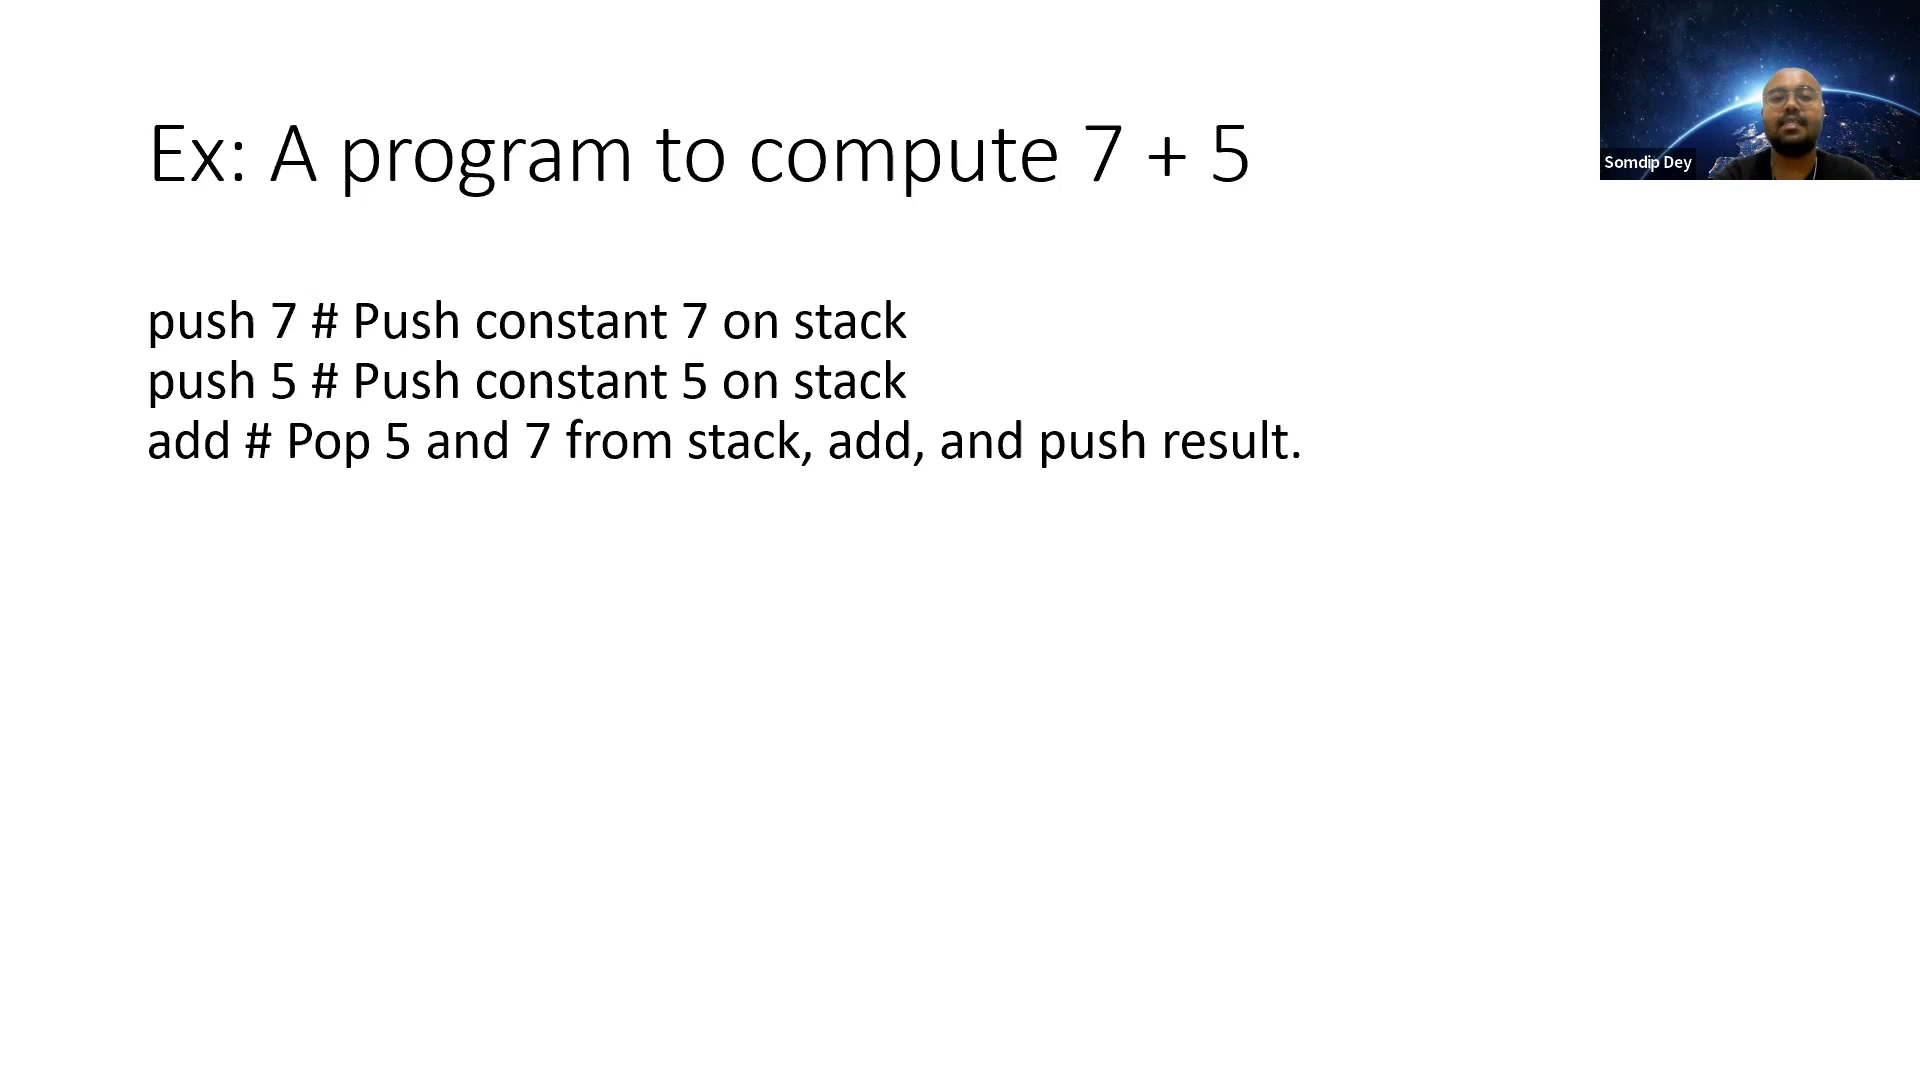 Ex: A program to compute 7 + 5
Somdip Dey
push 7 # Push constant 7 on stack
push 5 # Push constant 5 on stack
add # Pop 5 and 7 from stack, add, and push result.